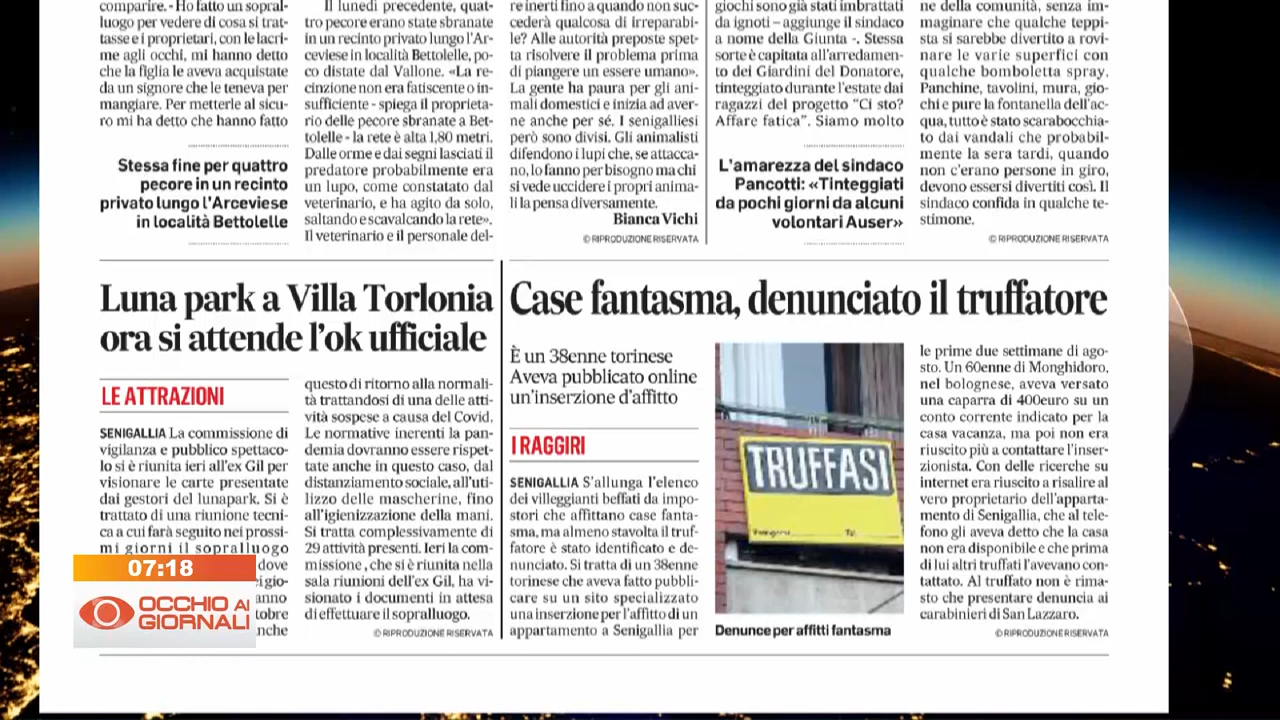 comparire. - Ho fatto un sopral-
luogo per vedere di cosa si trat-
tasse e i proprietari, con le lacri-
me agli occhi, mi hanno detto
che la figlia le aveva acquistate
da un signore che le teneva per
mangiare. Per metterle al sicu-
ro mi ha detto che hanno fatto
Stessa fine per quattro
pecore in un recinto
privato lungo l'Arceviese
in località Bettolelle
Il lunedì precedente, quat-
tro pecore erano state sbranate
in un recinto privato lungo l'Ar-
ceviese in località Bettolelle, po-
co distate dal Vallone. «La re-
cinzione non era fatiscente o in-
sufficiente - spiega il proprieta-
rio delle pecore sbranate a Bet-
tolelle - la rete è alta 1,80 metri.
Dalle orme e dai segni lasciati il
predatore probabilmente era
un lupo, come constatato dal
veterinario, e ha agito da solo,
saltando e scavalcando la rete».
Il veterinario e il personale del-
re inerti fino a quando non suc-
cederà qualcosa di irreparabi-
le? Alle autorità preposte spet-
ta risolvere il problema prima
di piangere un essere umano».
La gente ha paura per gli ani-
mali domestici e inizia ad aver-
ne anche per sé. I senigalliesi
però sono divisi. Gli animalisti
difendono i lupi che, se attacca-
no, lo fanno per bisogno ma chi
si vede uccidere i propri anima-
li la pensa diversamente.
Bianca Vichi
© RIPRODUZIONE RISERVATA
giochi sono già stati imbrattati
da ignoti – aggiunge il sindaco
a nome della Giunta -. Stessa
sorte è capitata all'arredamen-
to dei Giardini del Donatore,
tinteggiato durante l'estate dai
ragazzi del progetto "Ci sto?
Affare fatica". Siamo molto
L'amarezza del sindaco
Pancotti: «Tinteggiati
da pochi giorni da alcuni
volontari Auser»
ne della comunità, senza im-
maginare che qualche teppi-
sta si sarebbe divertito a rovi-
nare le varie superfici con
qualche bomboletta spray.
Panchine, tavolini, mura, gio-
chi e pure la fontanella dell'ac-
qua, tutto è stato scarabocchia-
to dai vandali che probabil-
mente la sera tardi, quando
non c'erano persone in giro,
devono essersi divertiti così. Il
sindaco confida in qualche te-
stimone.
© RIPRODUZIONE RISERVATA
Luna park a Villa Torlonia
ora si attende l'ok ufficiale
LE ATTRAZIONI
SENIGALLIA La commissione di
vigilanza e pubblico spettaco-
lo si è riunita ieri all'ex Gil per
visionare le carte presentate
dai gestori del lunapark. Si è
trattato di una riunione tecni-
ca a cui farà seguito nei prossi-
mi giorni il sopralluogo
dove
ei gio-
anno
tobre
nche
questo di ritorno alla normali-
tà trattandosi di una delle atti-
vità sospese a causa del Covid.
Le normative inerenti la pan-
demia dovranno essere rispet-
tate anche in questo caso, dal
distanziamento sociale, all'uti-
lizzo delle mascherine, fino
all'igienizzazione della mani.
Si tratta complessivamente di
29 attività presenti. Ieri la com-
missione, che si è riunita nella
sala riunioni dell'ex Gil, ha vi-
sionato i documenti in attesa
di effettuare il sopralluogo.
© RIPRODUZIONE RISERVATA
Case fantasma, denunciato il truffatore
È un 38enne torinese
Aveva pubblicato online
un'inserzione d'affitto
I RAGGIRI
SENIGALLIA S'allunga l'elenco
dei villeggianti beffati da impo-
stori che affittano case fanta-
sma, ma almeno stavolta il truf-
fatore è stato identificato e de-
nunciato. Si tratta di un 38enne
torinese che aveva fatto pubbli-
care su un sito specializzato
una inserzione per l'affitto di un
appartamento a Senigallia per
TRUFFASI
Denunce per affitti fantasma
le prime due settimane di ago-
sto. Un 60enne di Monghidoro,
nel bolognese, aveva versato
una caparra di 400euro su un
conto corrente indicato per la
casa vacanza, ma poi non era
riuscito più a contattare l'inser-
zionista. Con delle ricerche su
internet era riuscito a risalire al
vero proprietario dell'apparta-
mento di Senigallia, che al tele-
fono gli aveva detto che la casa
non era disponibile e che prima
di lui altri truffati l'avevano con-
tattato. Al truffato non è rima-
sto che presentare denuncia ai
carabinieri di San Lazzaro.
© RIPRODUZIONE RISERVATA
07:18
OCCHIO AI
GIORNALI